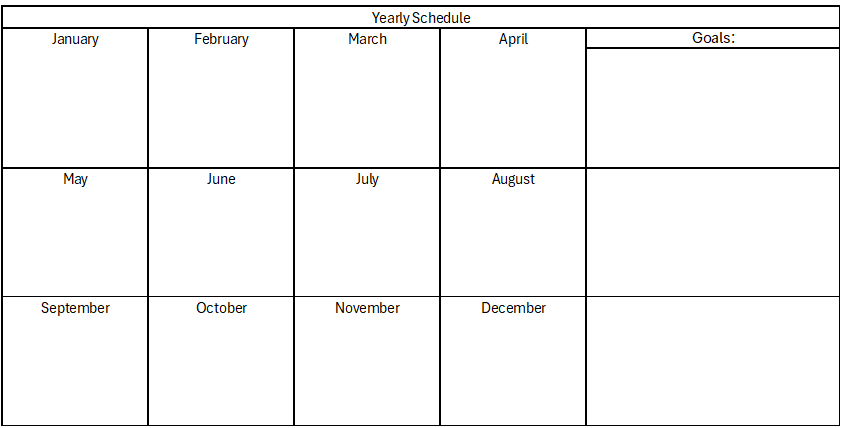 Yearly Schedule
January February March April Goals:
May June July August
September October November December